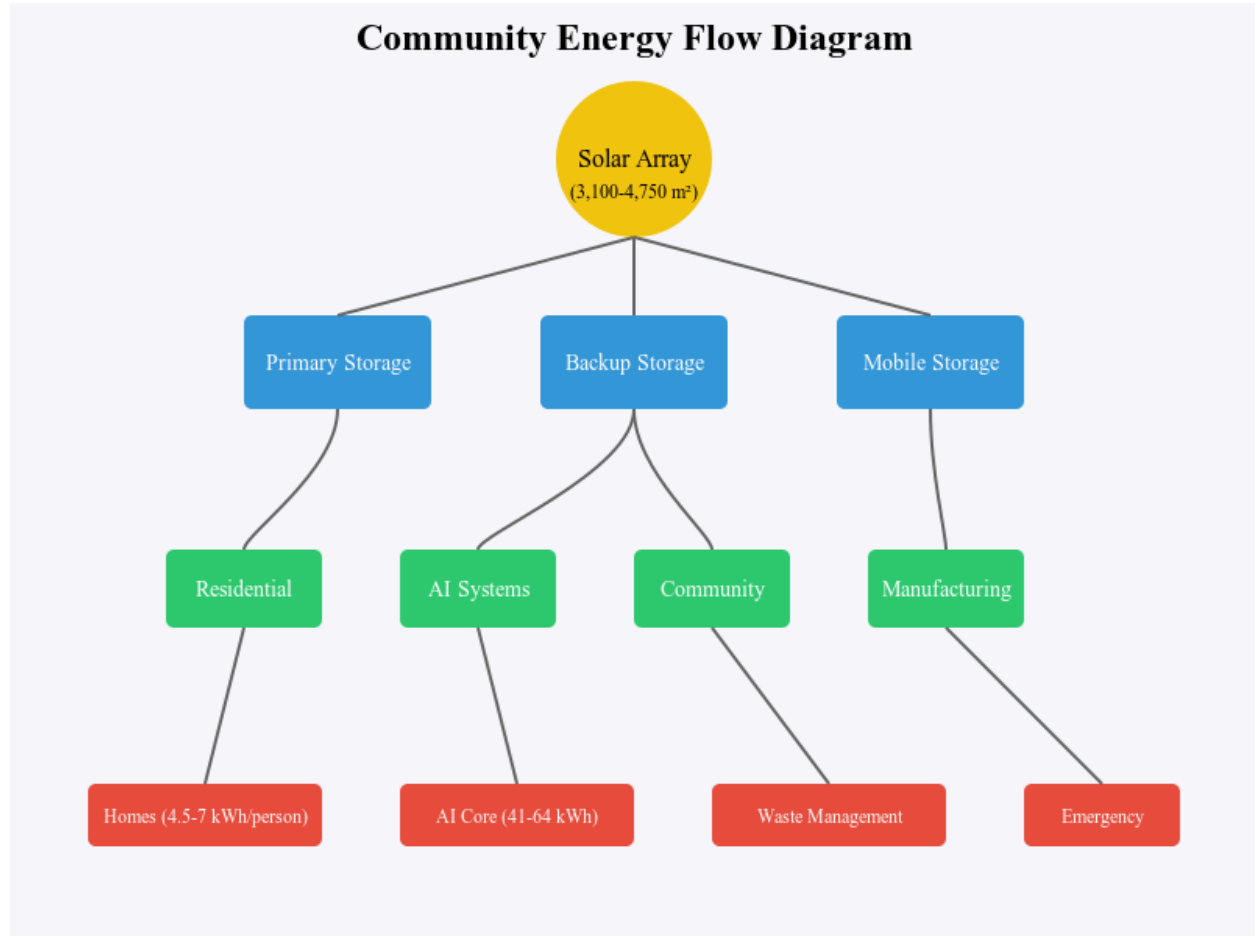 Community Energy Flow Diagram
Solar Array
(3,100-4,750 m²)
Primary Storage
Backup Storage
Mobile Storage
Residential
AI Systems
Community
Manufacturing
Homes (4.5-7 kWh/person)
AI Core (41-64 kWh)
Waste Management
Emergency